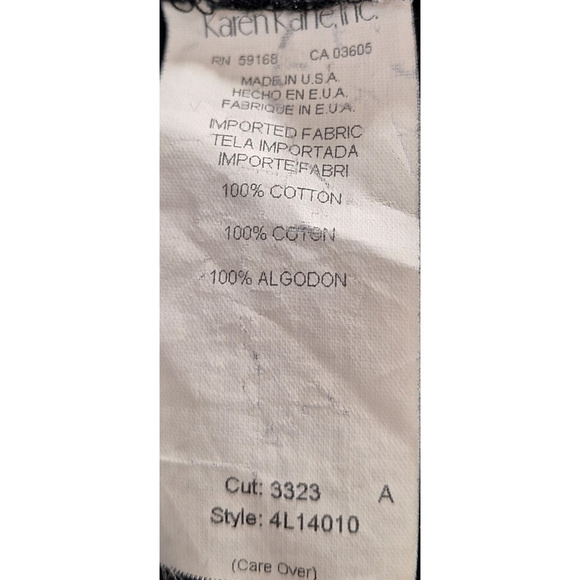 Karen Kane, Inc.
RN 59168 CA 03605
MADE IN U.S.A.
HECHO EN E.U.A.
FABRIQUE IN E.U.A.
IMPORTED FABRIC
TELA IMPORTADA
IMPORTE/FABRI
100% COTTON
100% COTON
100% ALGODON
Cut: 3323 A
Style: 4L14010
(Care Over)